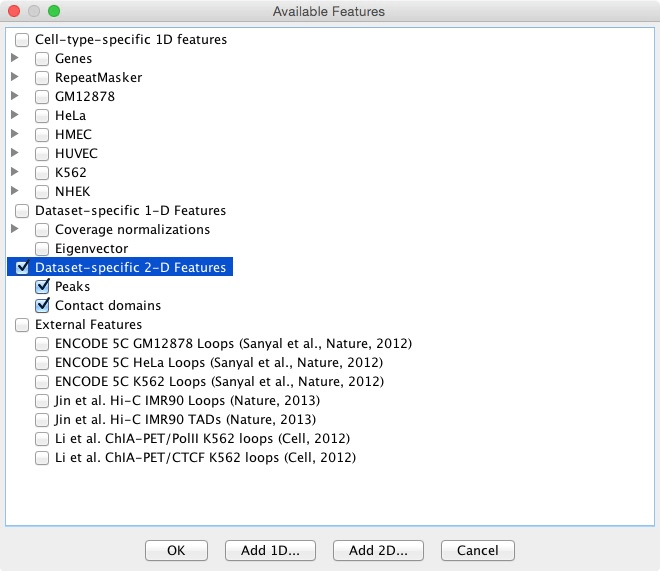 Available Features
Cell-type-specific 1D features
Genes
RepeatMasker
GM12878
HeLa
HMEC
HUVEC
K562
NHEK
Dataset-specific 1-D Features
Coverage normalizations
Eigenvector
Dataset-specific 2-D Features
Peaks
Contact domains
External Features
ENCODE 5C GM12878 Loops (Sanyal et al., Nature, 2012)
ENCODE 5C HeLa Loops (Sanyal et al., Nature, 2012)
ENCODE 5C K562 Loops (Sanyal et al., Nature, 2012)
Jin et al. Hi-C IMR90 Loops (Nature, 2013)
Jin et al. Hi-C IMR90 TADs (Nature, 2013)
Li et al. ChIA-PET/PolII K562 loops (Cell, 2012)
Li et al. ChIA-PET/CTCF K562 loops (Cell, 2012)
OK Add 1D... Add 2D... Cancel